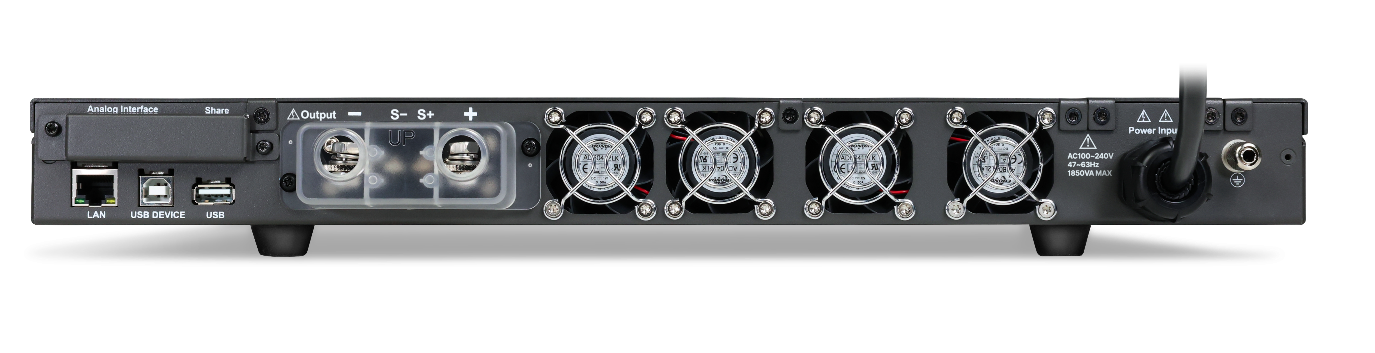 Analog Interface
Share
Output − S− S+ +
UP
LAN
USB DEVICE
USB
Power Input
AC100~240V
47~63Hz
1850VA MAX